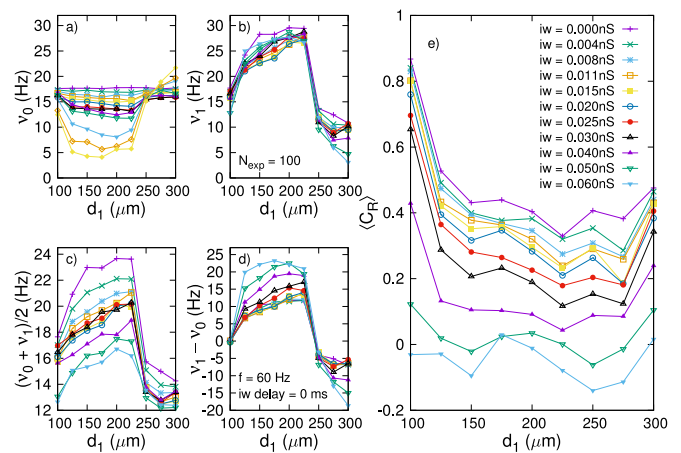 a)
ν0 (Hz)
30
25
20
15
10
5
0
100 150 200 250 300
d1 (μm)
b)
ν1 (Hz)
30
25
20
15
10
5
0
Nexp = 100
100 150 200 250 300
d1 (μm)
c)
(ν0 + ν1)/2 (Hz)
26
24
22
20
18
16
14
12
100 150 200 250 300
d1 (μm)
d)
ν1 − ν0 (Hz)
25
20
15
10
5
0
-5
-10
-15
-20
f = 60 Hz
iw delay = 0 ms
100 150 200 250 300
d1 (μm)
e)
⟨CR⟩
1
0.8
0.6
0.4
0.2
0
-0.2
iw = 0.000nS
iw = 0.004nS
iw = 0.008nS
iw = 0.011nS
iw = 0.015nS
iw = 0.020nS
iw = 0.025nS
iw = 0.030nS
iw = 0.040nS
iw = 0.050nS
iw = 0.060nS
100 150 200 250 300
d1 (μm)